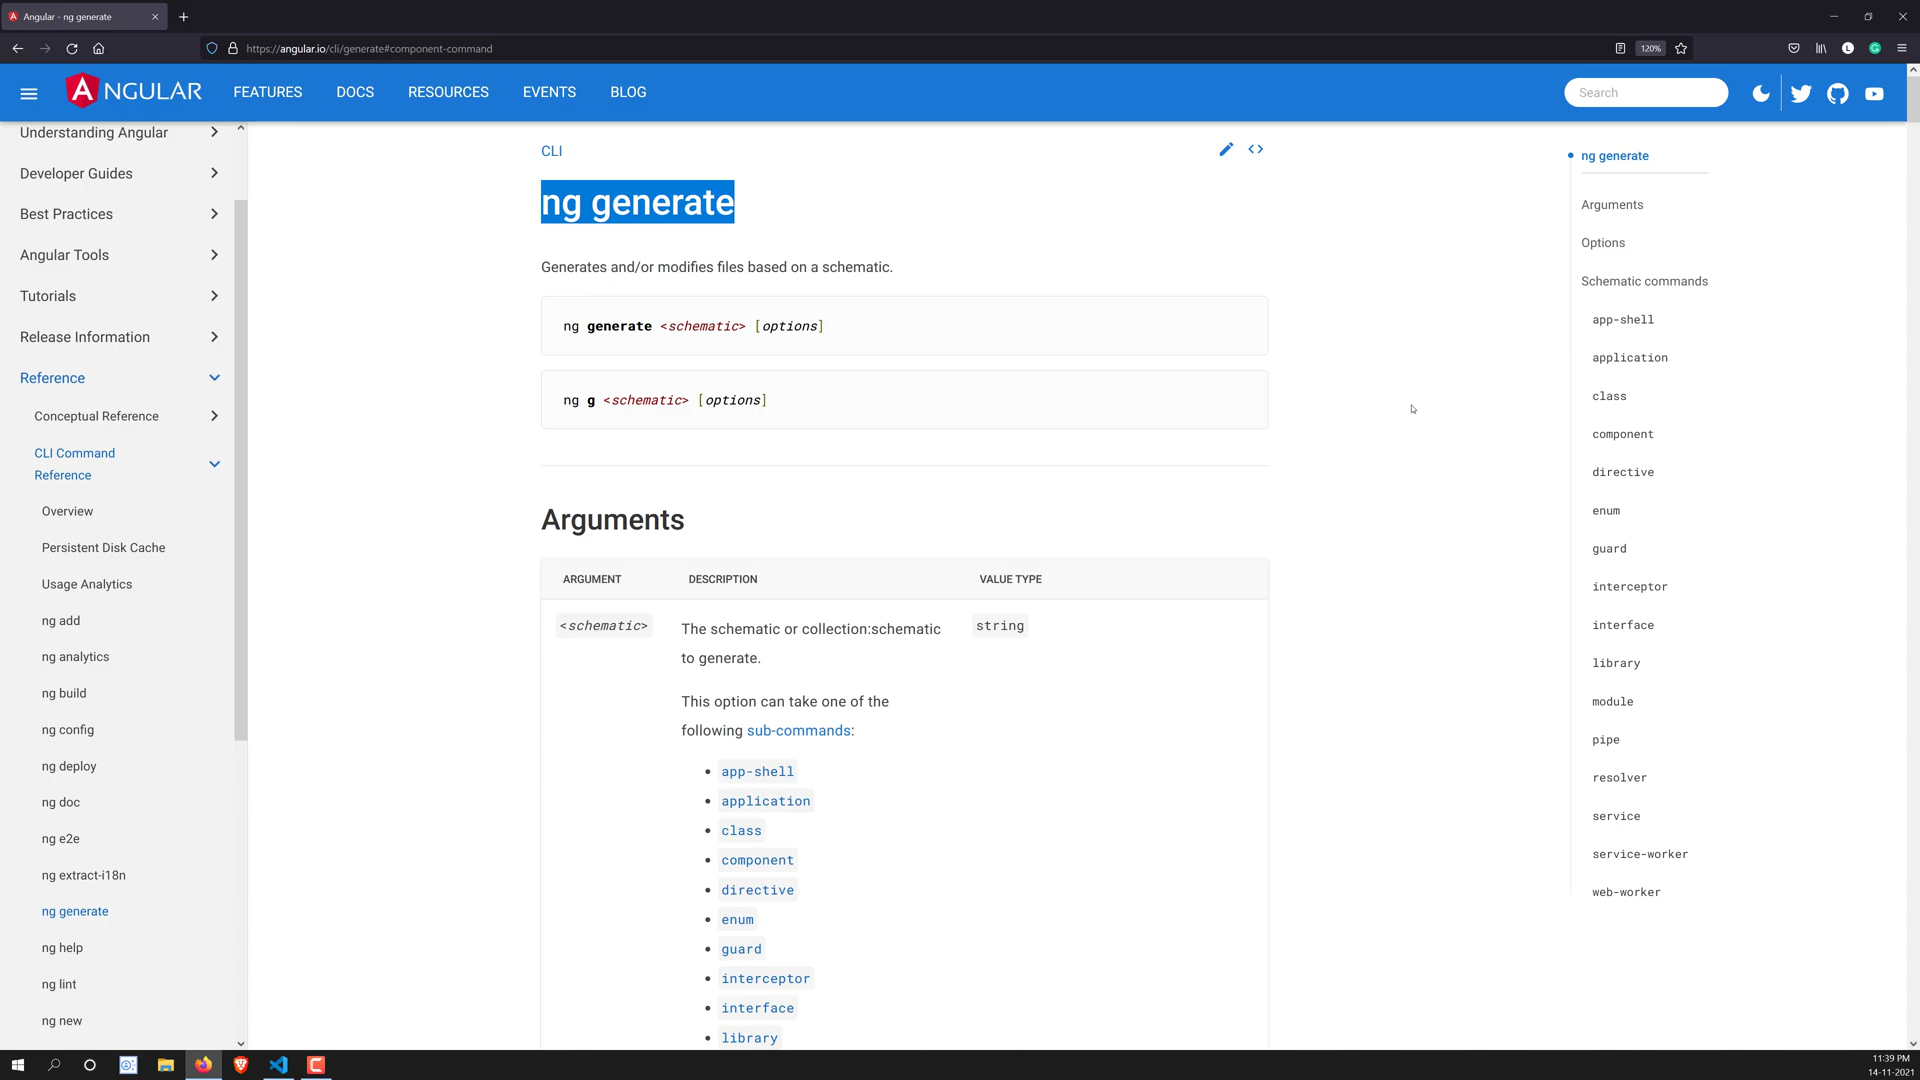 Angular - ng generate
https://angular.io/cli/generate#component-command
120%
ANGULAR
FEATURES
DOCS
RESOURCES
EVENTS
BLOG
Search
Understanding Angular
Developer Guides
Best Practices
Angular Tools
Tutorials
Release Information
Reference
Conceptual Reference
CLI Command
Reference
Overview
Persistent Disk Cache
Usage Analytics
ng add
ng analytics
ng build
ng config
ng deploy
ng doc
ng e2e
ng extract-i18n
ng generate
ng help
ng lint
ng new
CLI
ng generate
Generates and/or modifies files based on a schematic.
ng generate <schematic> [options]
ng g <schematic> [options]
Arguments
ARGUMENT DESCRIPTION VALUE TYPE
<schematic> The schematic or collection:schematic string
to generate.
This option can take one of the
following sub-commands:
• app-shell
• application
• class
• component
• directive
• enum
• guard
• interceptor
• interface
• library
ng generate
Arguments
Options
Schematic commands
app-shell
application
class
component
directive
enum
guard
interceptor
interface
library
module
pipe
resolver
service
service-worker
web-worker
11:39 PM
14-11-2021